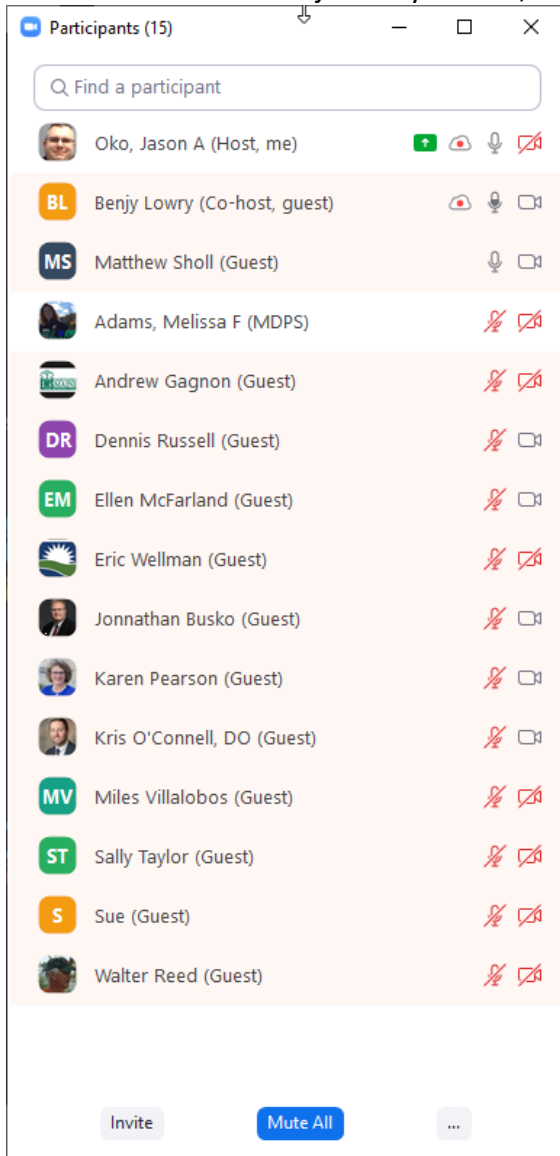 Participants (15)
Find a participant
Oko, Jason A (Host, me)
BL Benjy Lowry (Co-host, guest)
MS Matthew Sholl (Guest)
Adams, Melissa F (MDPS)
Andrew Gagnon (Guest)
DR Dennis Russell (Guest)
EM Ellen McFarland (Guest)
Eric Wellman (Guest)
Jonnathan Busko (Guest)
Karen Pearson (Guest)
Kris O'Connell, DO (Guest)
MV Miles Villalobos (Guest)
ST Sally Taylor (Guest)
S Sue (Guest)
Walter Reed (Guest)
Invite Mute All ...